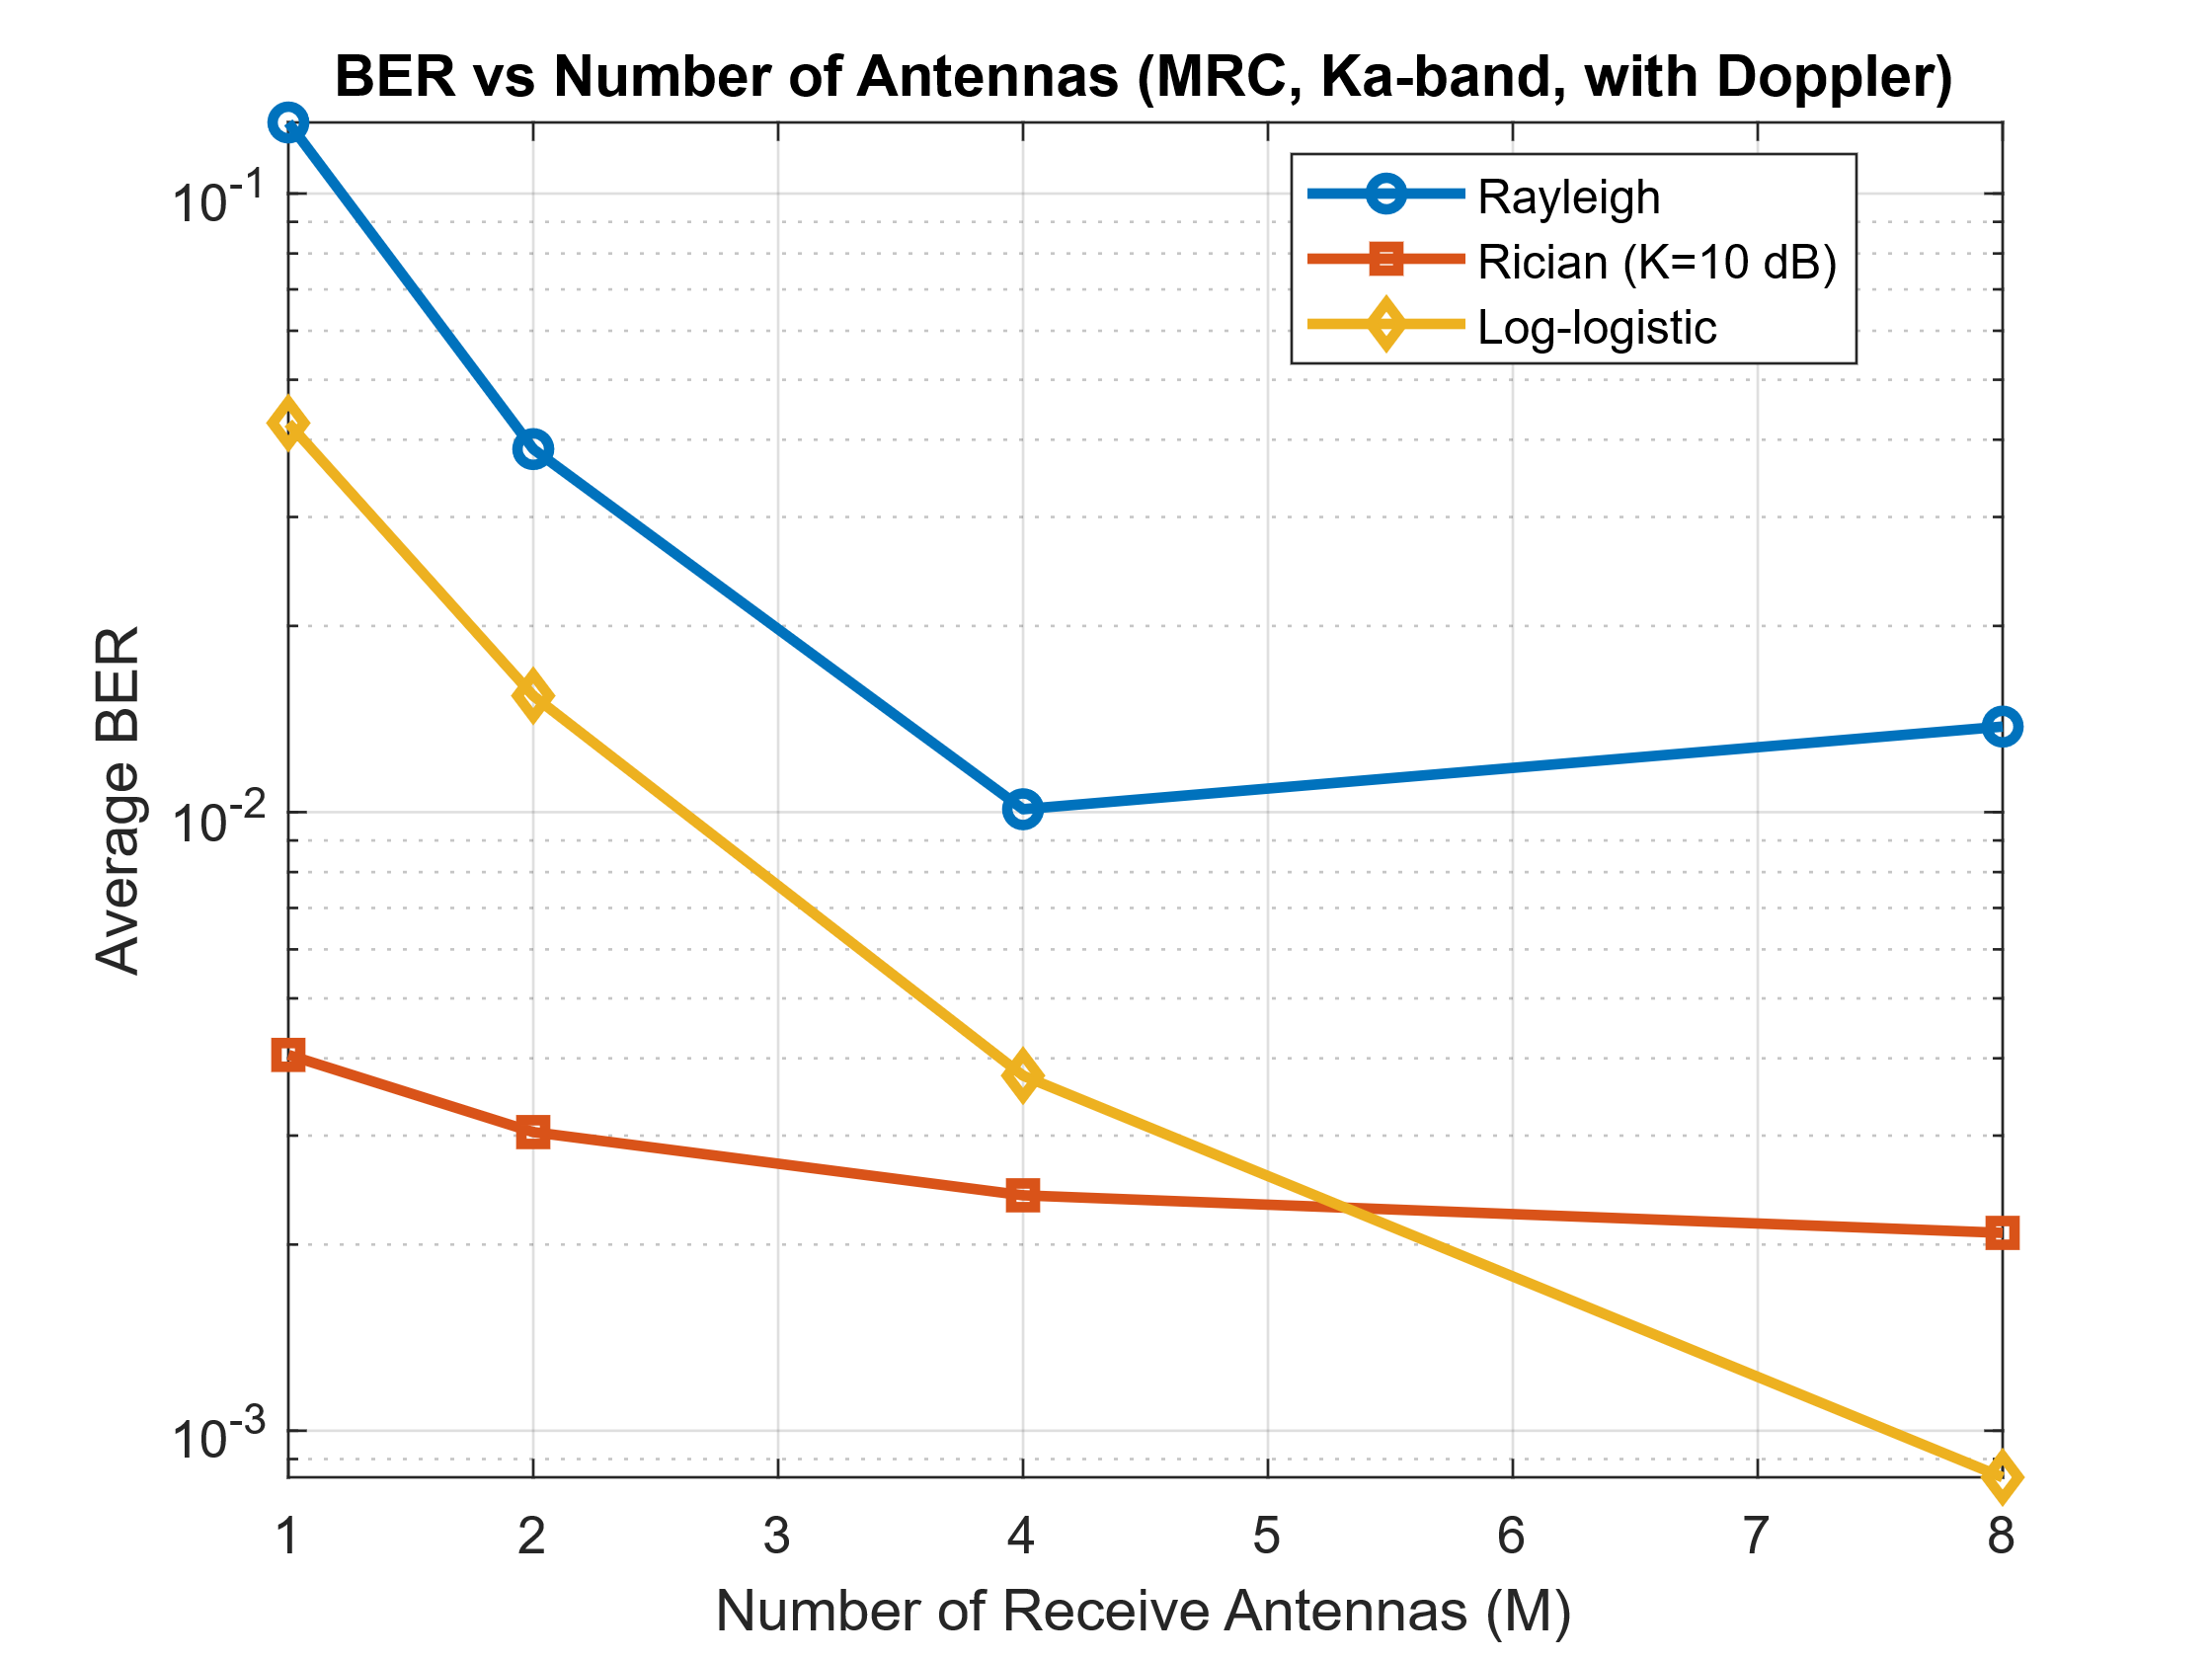 BER vs Number of Antennas (MRC, Ka-band, with Doppler)
Rayleigh
Rician (K=10 dB)
Log-logistic
10^-1
10^-2
10^-3
Average BER
1 2 3 4 5 6 7 8
Number of Receive Antennas (M)